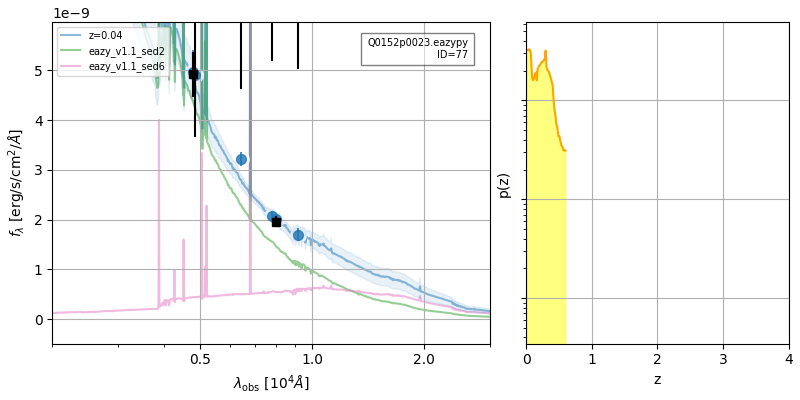 1e−9
z=0.04
eazy_v1.1_sed2
eazy_v1.1_sed6
Q0152p0023.eazypy
ID=77
5
4
3
2
1
0
f_λ [erg/s/cm²/Å]
0.5
1.0
2.0
λ_obs [10⁴Å]
p(z)
0
1
2
3
4
z